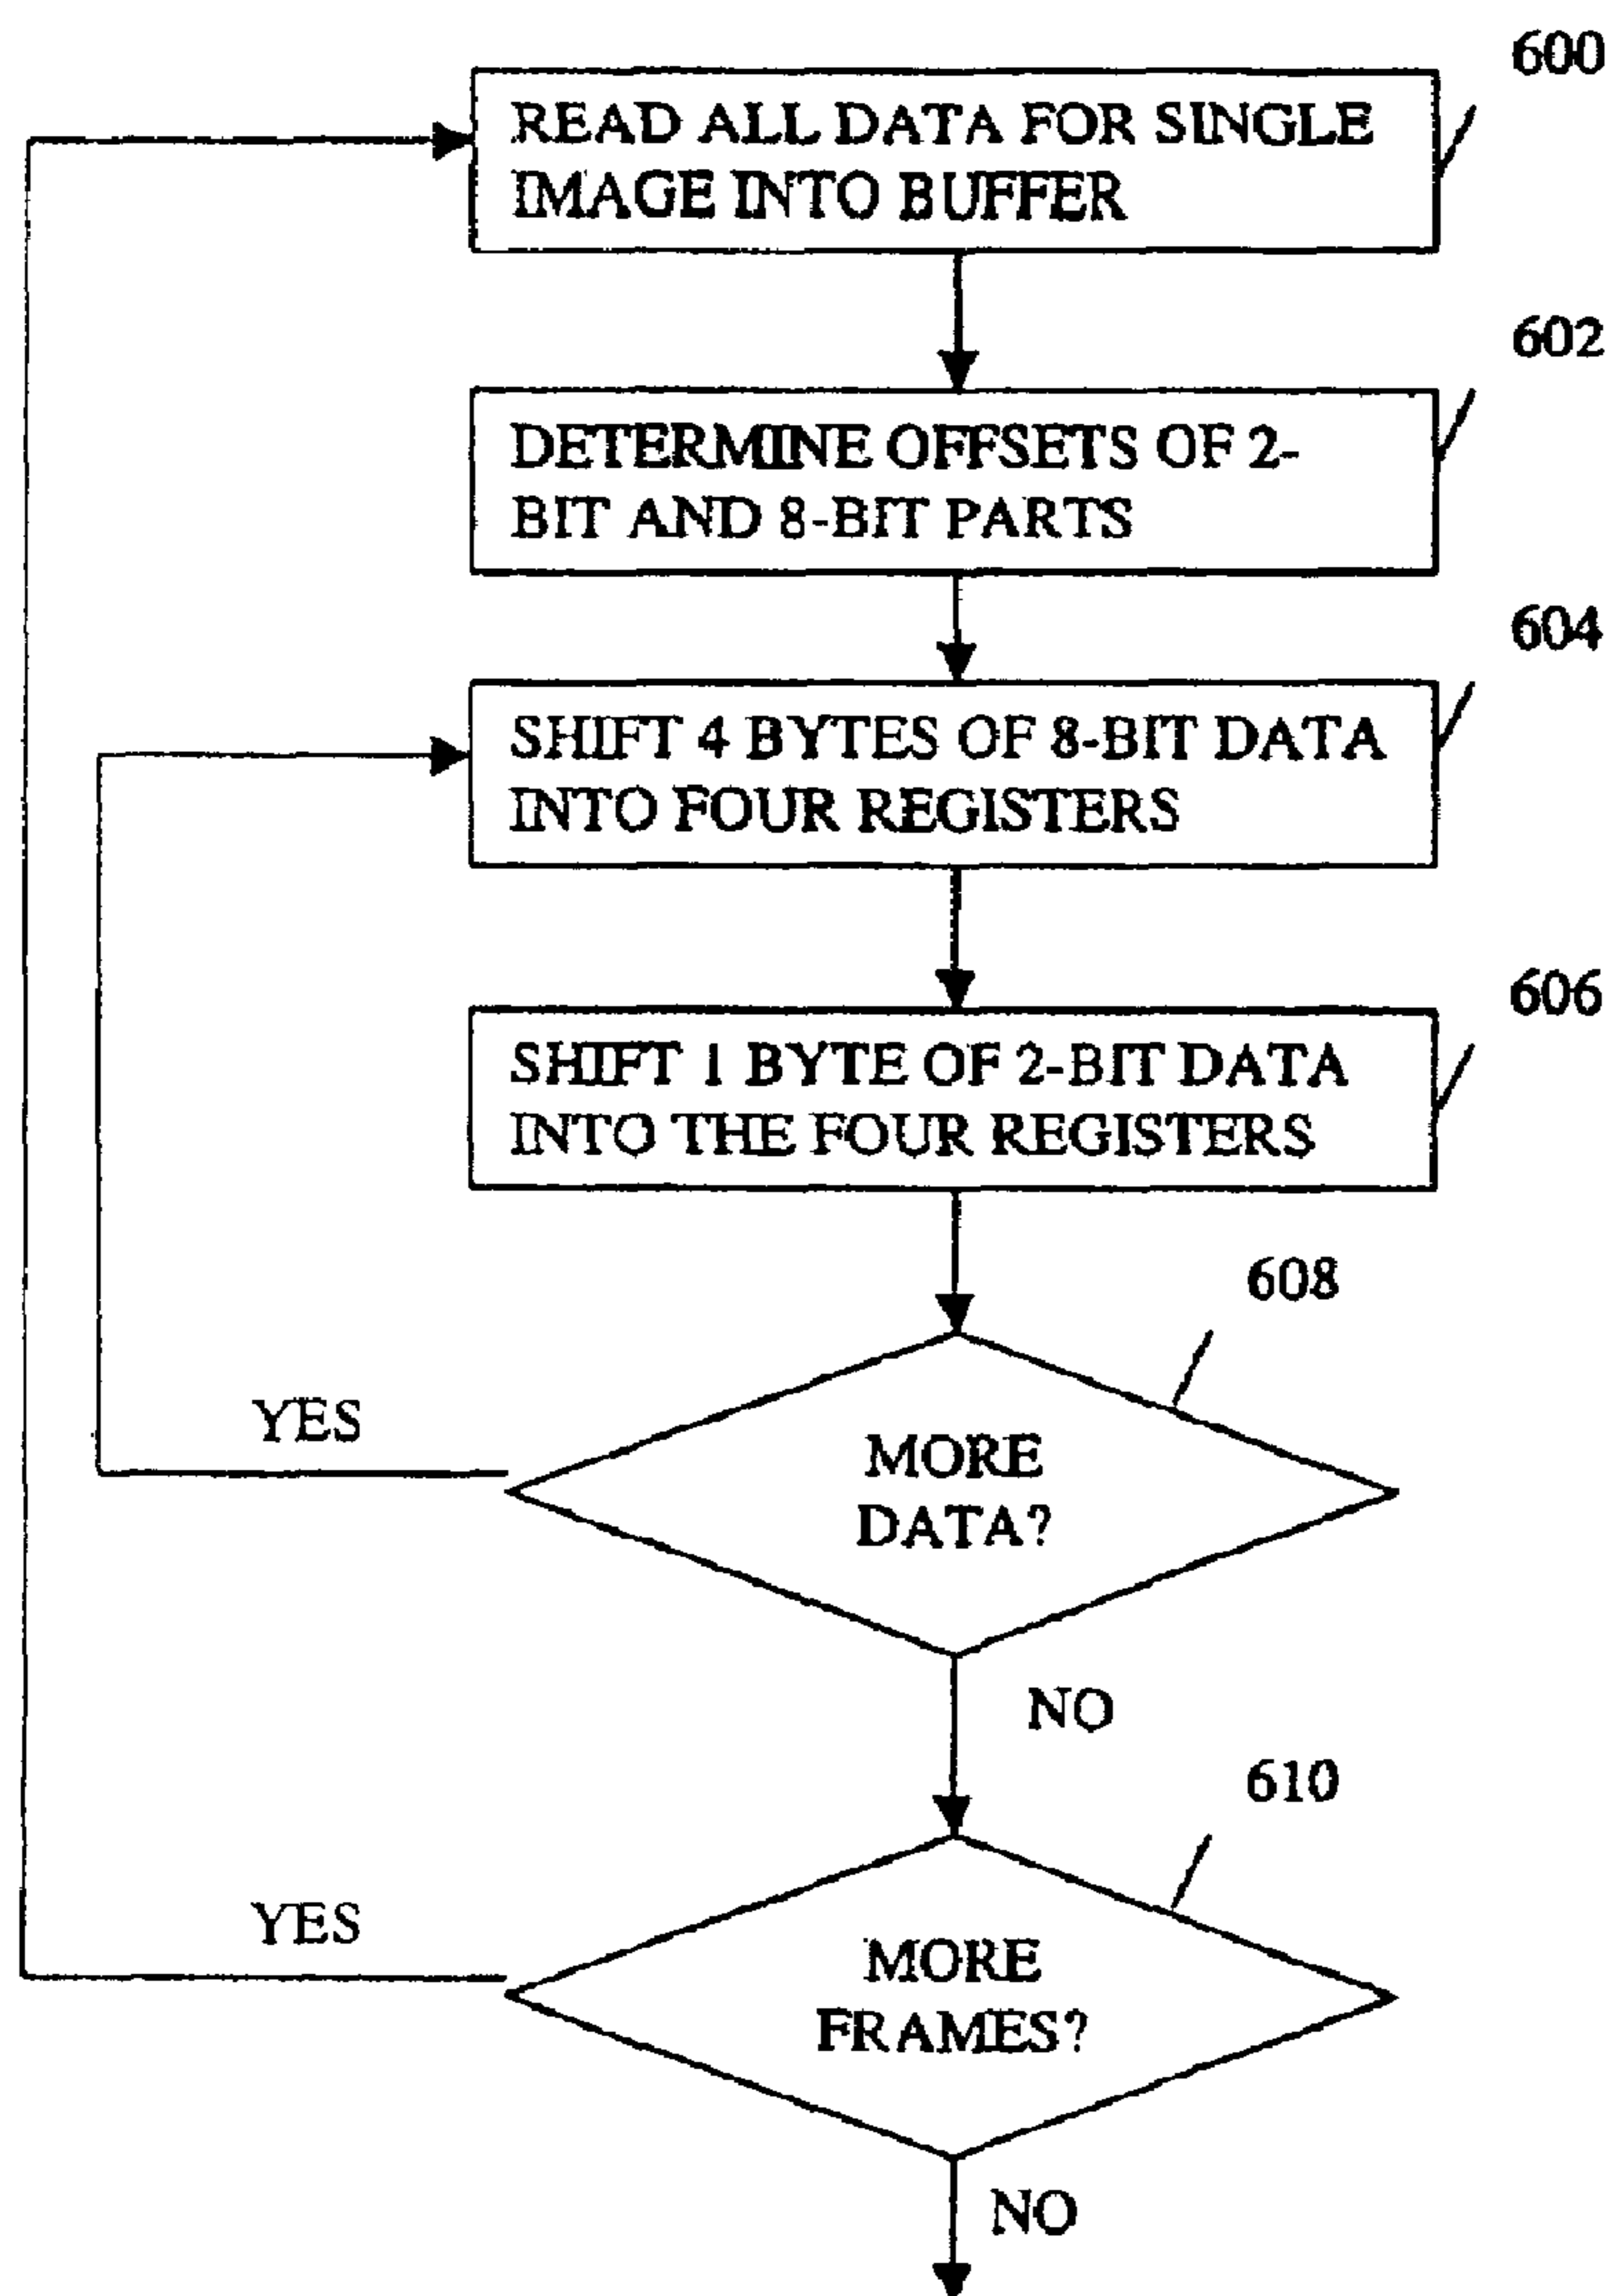 600
READ ALL DATA FOR SINGLE
IMAGE INTO BUFFER
602
DETERMINE OFFSETS OF 2-
BIT AND 8-BIT PARTS
604
SHIFT 4 BYTES OF 8-BIT DATA
INTO FOUR REGISTERS
606
SHIFT 1 BYTE OF 2-BIT DATA
INTO THE FOUR REGISTERS
608
YES
MORE
DATA?
NO
610
YES
MORE
FRAMES?
NO